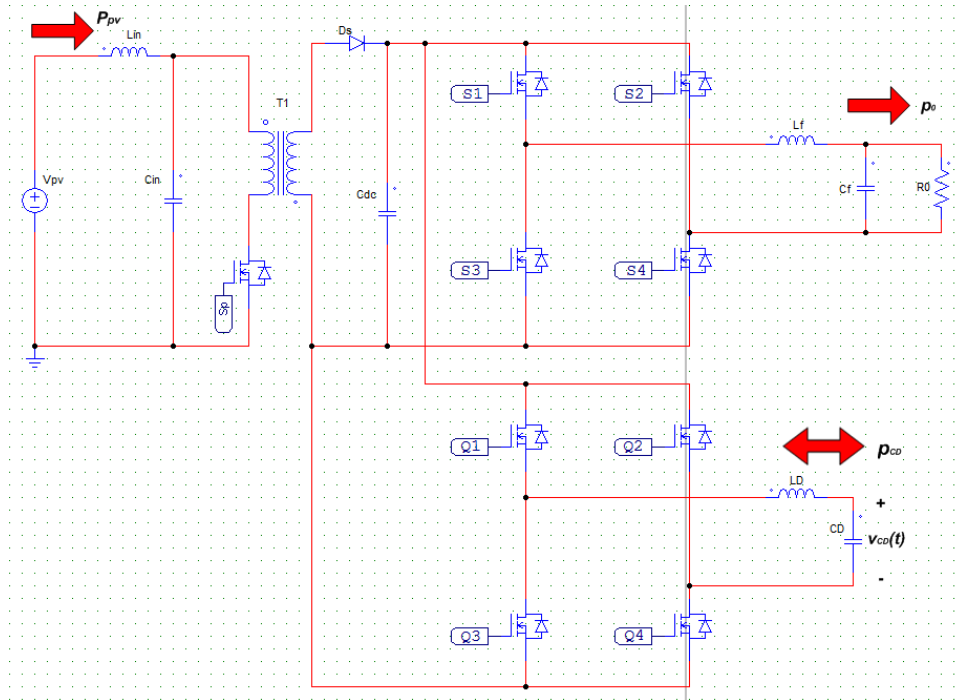 Ppv
Lin
Ds
S1
S2
T1
p0
Lf
Vpv
Cin
Cdc
Cf
R0
S3
S4
Sp
Q1
Q2
pCD
LD
+
CD
vCD(t)
-
Q3
Q4